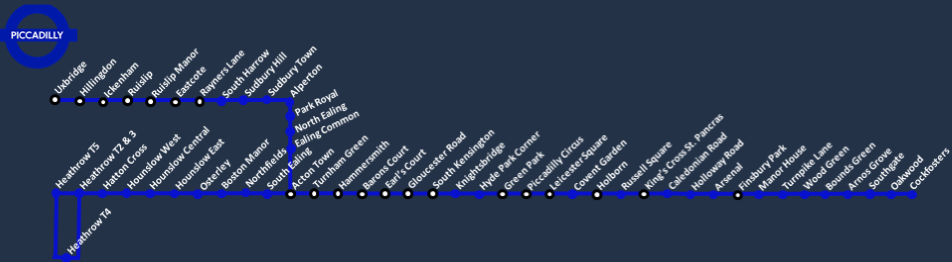 PICCADILLY
Uxbridge
Hillingdon
Ickenham
Ruislip
Ruislip Manor
Eastcote
Rayners Lane
South Harrow
Sudbury Hill
Sudbury Town
Alperton
Park Royal
North Ealing
Ealing Common
Heathrow T5
Heathrow T2 & 3
Hatton Cross
Hounslow West
Hounslow Central
Hounslow East
Osterley
Boston Manor
Northfields
South Ealing
Acton Town
Turnham Green
Hammersmith
Barons Court
Earl's Court
Gloucester Road
South Kensington
Knightsbridge
Hyde Park Corner
Green Park
Piccadilly Circus
Leicester Square
Covent Garden
Holborn
Russell Square
King's Cross St. Pancras
Caledonian Road
Holloway Road
Arsenal
Finsbury Park
Manor House
Turnpike Lane
Wood Green
Bounds Green
Arnos Grove
Southgate
Oakwood
Cockfosters
Heathrow T4